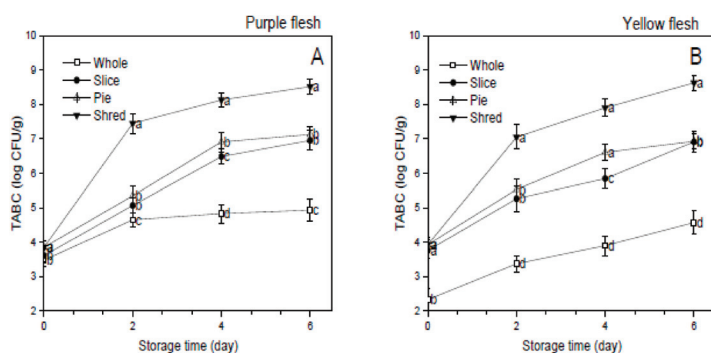 Purple flesh
A
Whole
Slice
Pie
Shred
TABC (log CFU/g)
10
9
8
7
6
5
4
3
2
a
a
a
b
b
b
b
b
c
b
c
d
c
a
b
0 2 4 6
Storage time (day)
Yellow flesh
B
Whole
Slice
Pie
Shred
TABC (log CFU/g)
10
9
8
7
6
5
4
3
2
a
a
a
a
b
b
b
c
d
d
d
a
b
0 2 4 6
Storage time (day)